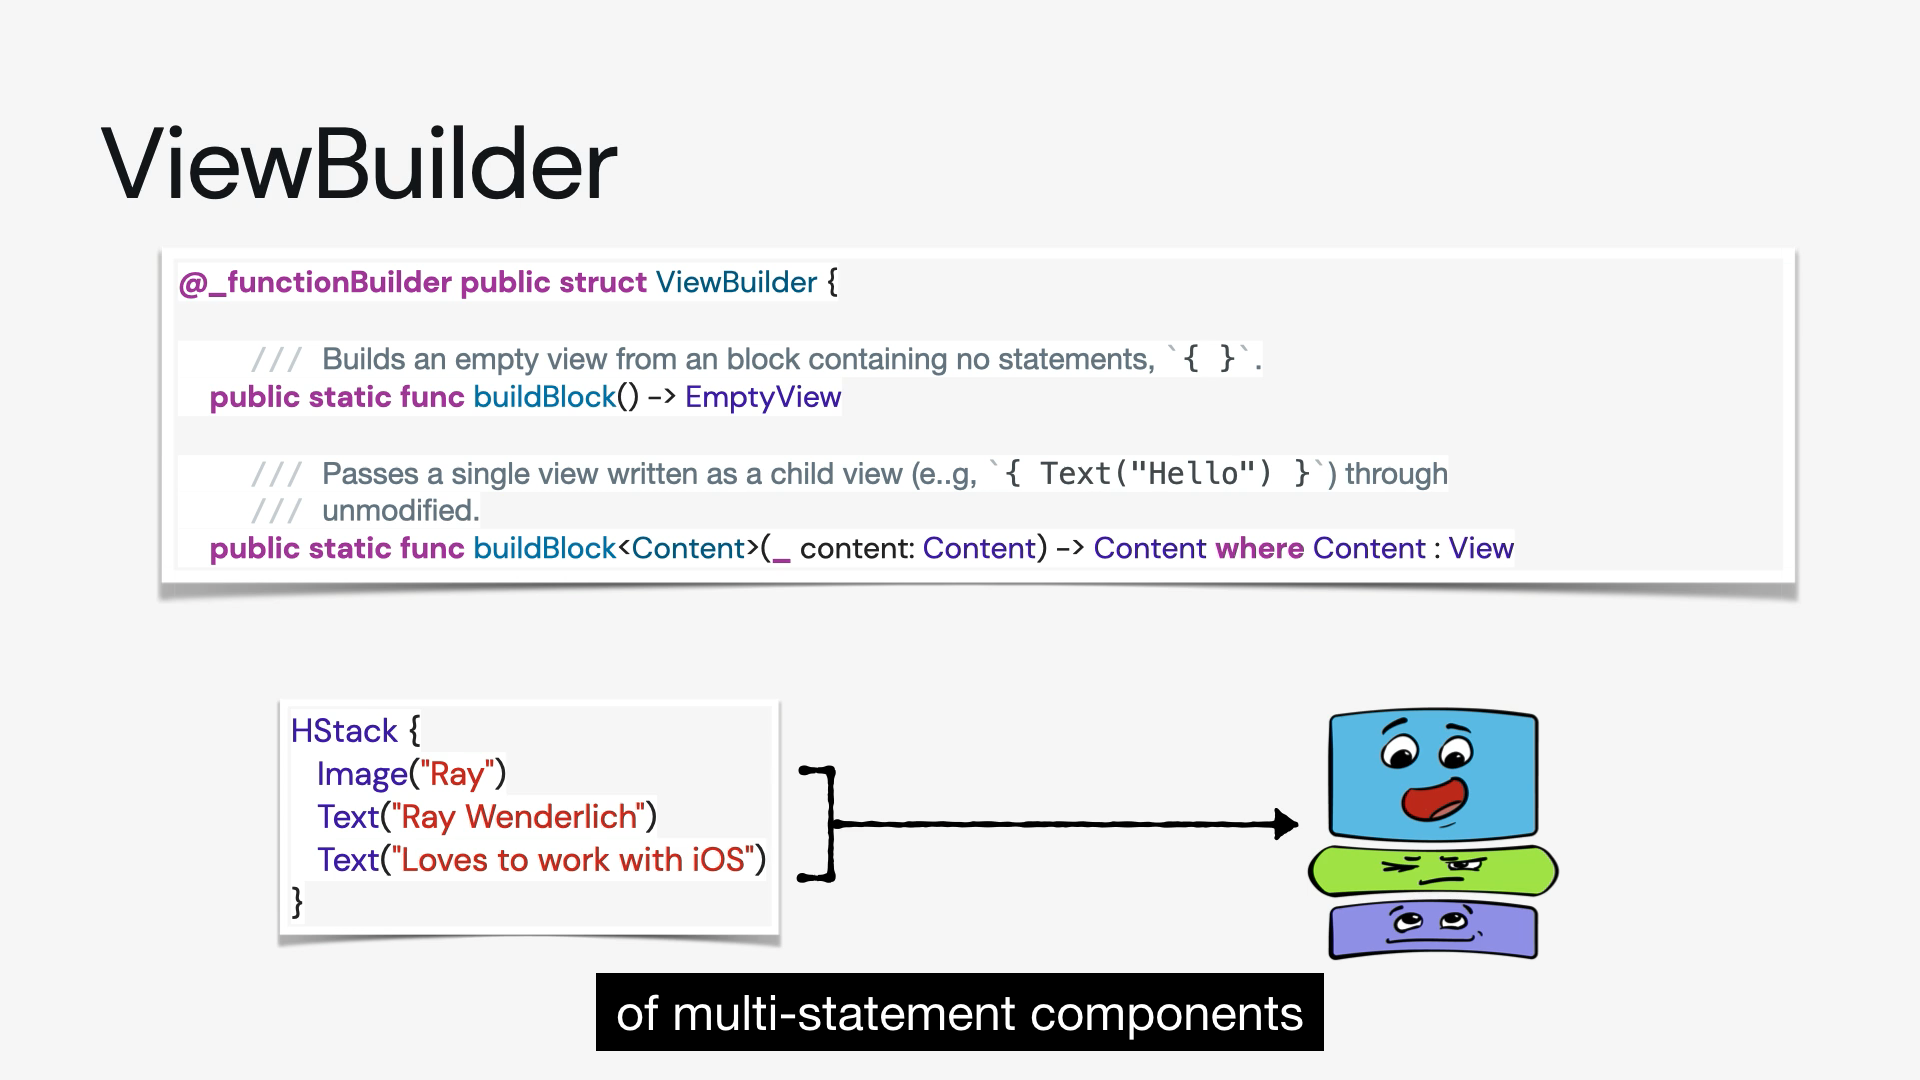 ViewBuilder
@_functionBuilder public struct ViewBuilder {
/// Builds an empty view from an block containing no statements, `{ }`.
public static func buildBlock() -> EmptyView
/// Passes a single view written as a child view (e..g, `{ Text("Hello") }`) through
/// unmodified.
public static func buildBlock<Content>(_ content: Content) -> Content where Content : View
HStack {
Image("Ray")
Text("Ray Wenderlich")
Text("Loves to work with iOS")
}
of multi-statement components